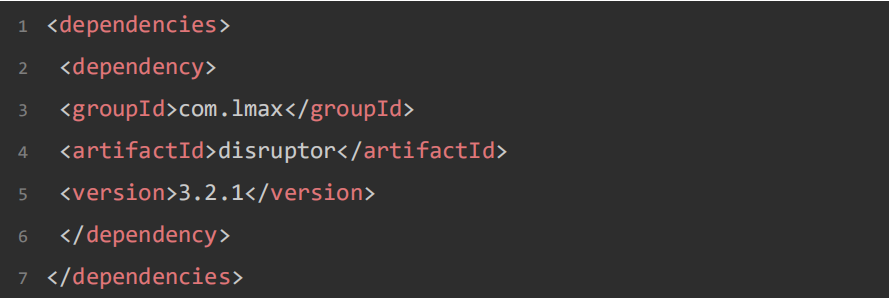 1 <dependencies>
2 <dependency>
3 <groupId>com.lmax</groupId>
4 <artifactId>disruptor</artifactId>
5 <version>3.2.1</version>
6 </dependency>
7 </dependencies>